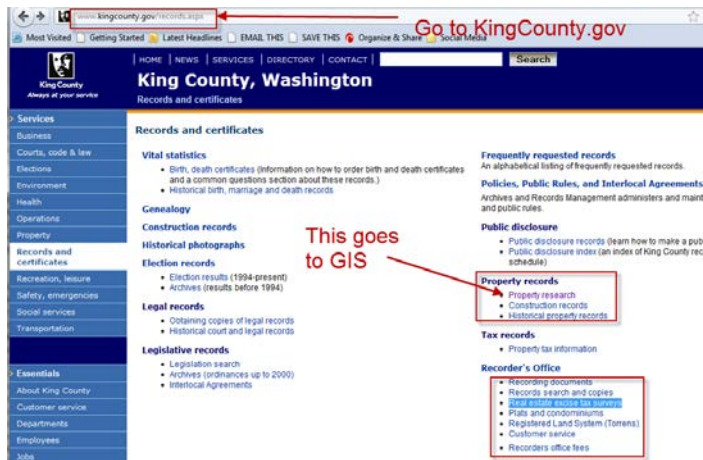 www.kingcounty.gov/records.aspx
Go to KingCounty.gov
Most Visited Getting Started Latest Headlines EMAIL THIS SAVE THIS Organize & Share Social Media
King County
Always at your service
HOME | NEWS | SERVICES | DIRECTORY | CONTACT |
Search
King County, Washington
Records and certificates
Services
Business
Courts, code & law
Elections
Environment
Health
Operations
Property
Records and
certificates
Recreation, leisure
Safety, emergencies
Social services
Transportation
Essentials
About King County
Customer service
Departments
Employees
Jobs
Records and certificates
Vital statistics
Birth, death certificates (Information on how to order birth and death certificates
and a common questions section about these records.)
Historical birth, marriage and death records
Genealogy
Construction records
Historical photographs
Election records
Election results (1994-present)
Archives (results before 1994)
Legal records
Obtaining copies of legal records
Historical court and legal records
Legislative records
Legislation search
Archives (ordinances up to 2000)
Interlocal Agreements
This goes
to GIS
Frequently requested records
An alphabetical listing of frequently requested records.
Policies, Public Rules, and Interlocal Agreements
Archives and Records Management administers and maint
and public rules.
Public disclosure
Public disclosure records (learn how to make a pub
Public disclosure index (an index of King County rec
schedule)
Property records
Property research
Construction records
Historical property records
Tax records
Property tax information
Recorder's Office
Recording documents
Records search and copies
Real estate excise tax surveys
Plats and condominiums
Registered Land System (Torrens)
Customer service
Recorders office fees